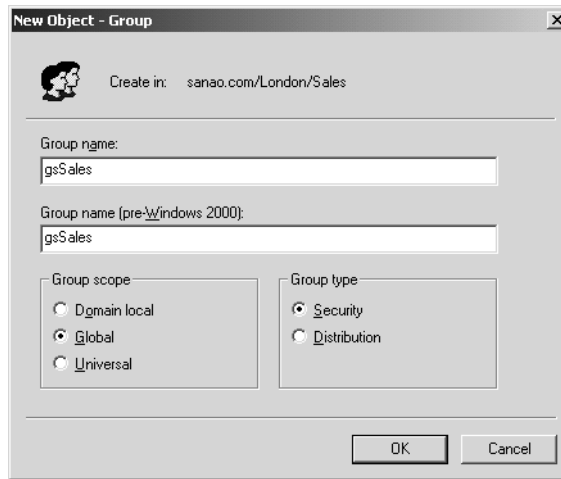 New Object - Group
Create in: sanao.com/London/Sales
Group name:
gsSales
Group name (pre-Windows 2000):
gsSales
Group scope
Domain local
Global
Universal
Group type
Security
Distribution
OK
Cancel